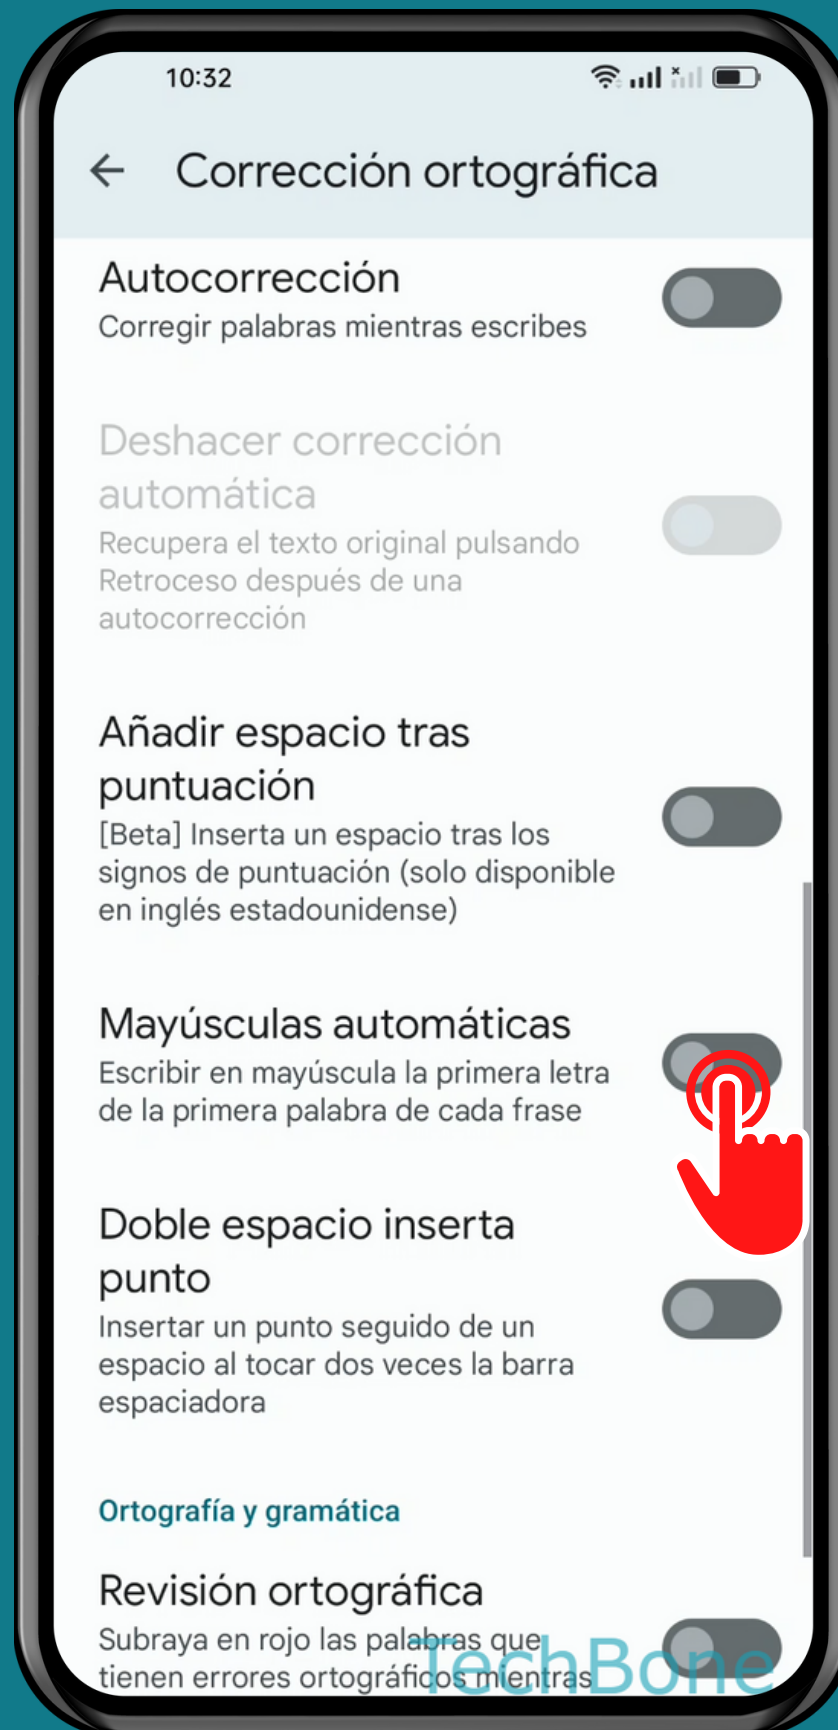 10:32
Corrección ortográfica
Autocorrección
Corregir palabras mientras escribes
Deshacer corrección
automática
Recupera el texto original pulsando
Retroceso después de una
autocorrección
Añadir espacio tras
puntuación
[Beta] Inserta un espacio tras los
signos de puntuación (solo disponible
en inglés estadounidense)
Mayúsculas automáticas
Escribir en mayúscula la primera letra
de la primera palabra de cada frase
Doble espacio inserta
punto
Insertar un punto seguido de un
espacio al tocar dos veces la barra
espaciadora
Ortografía y gramática
Revisión ortográfica
Subraya en rojo las palabras que
tienen errores ortográficos mientras
TechBone